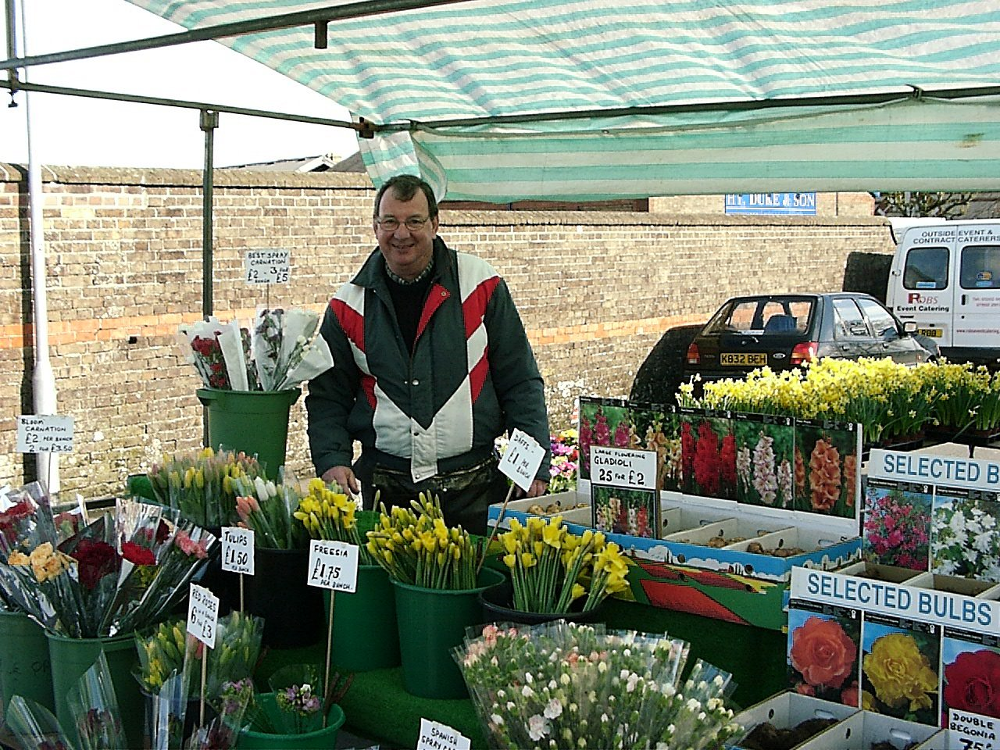 DUKE & SON
OUTSIDE EVENT &
CONTRACT CATERERS
ROBS
Event Catering
K832 BEH
BEST SPRAY
CARNATION
£2 - 3
BUNCH £5
BLOOM
CARNATION
£2 PER BUNCH
2 FOR £3.50
DAFFS
£1 PER
BUNCH
LARGE FLOWERING
GLADIOLI
25 FOR £2
SELECTED B
TULIPS
£1.50
PER BUNCH
FREESIA
£1.75
PER BUNCH
RED ROSES
6 FOR £3
SELECTED BULBS
SPANISH
SPRAY
DOUBLE
BEGONIA
75